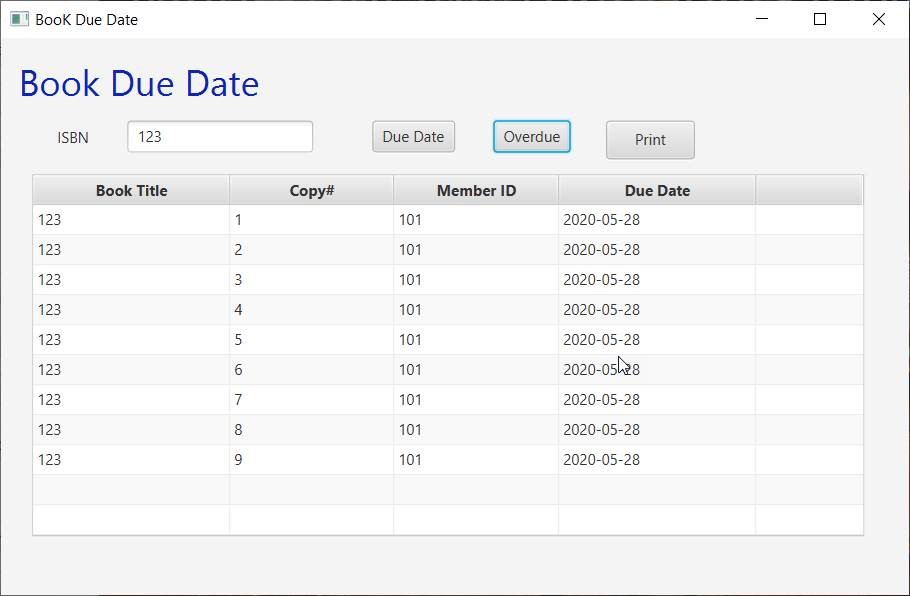 BooK Due Date
Book Due Date
ISBN 123 Due Date Overdue Print
Book Title Copy# Member ID Due Date
123 1 101 2020-05-28
123 2 101 2020-05-28
123 3 101 2020-05-28
123 4 101 2020-05-28
123 5 101 2020-05-28
123 6 101 2020-05-28
123 7 101 2020-05-28
123 8 101 2020-05-28
123 9 101 2020-05-28